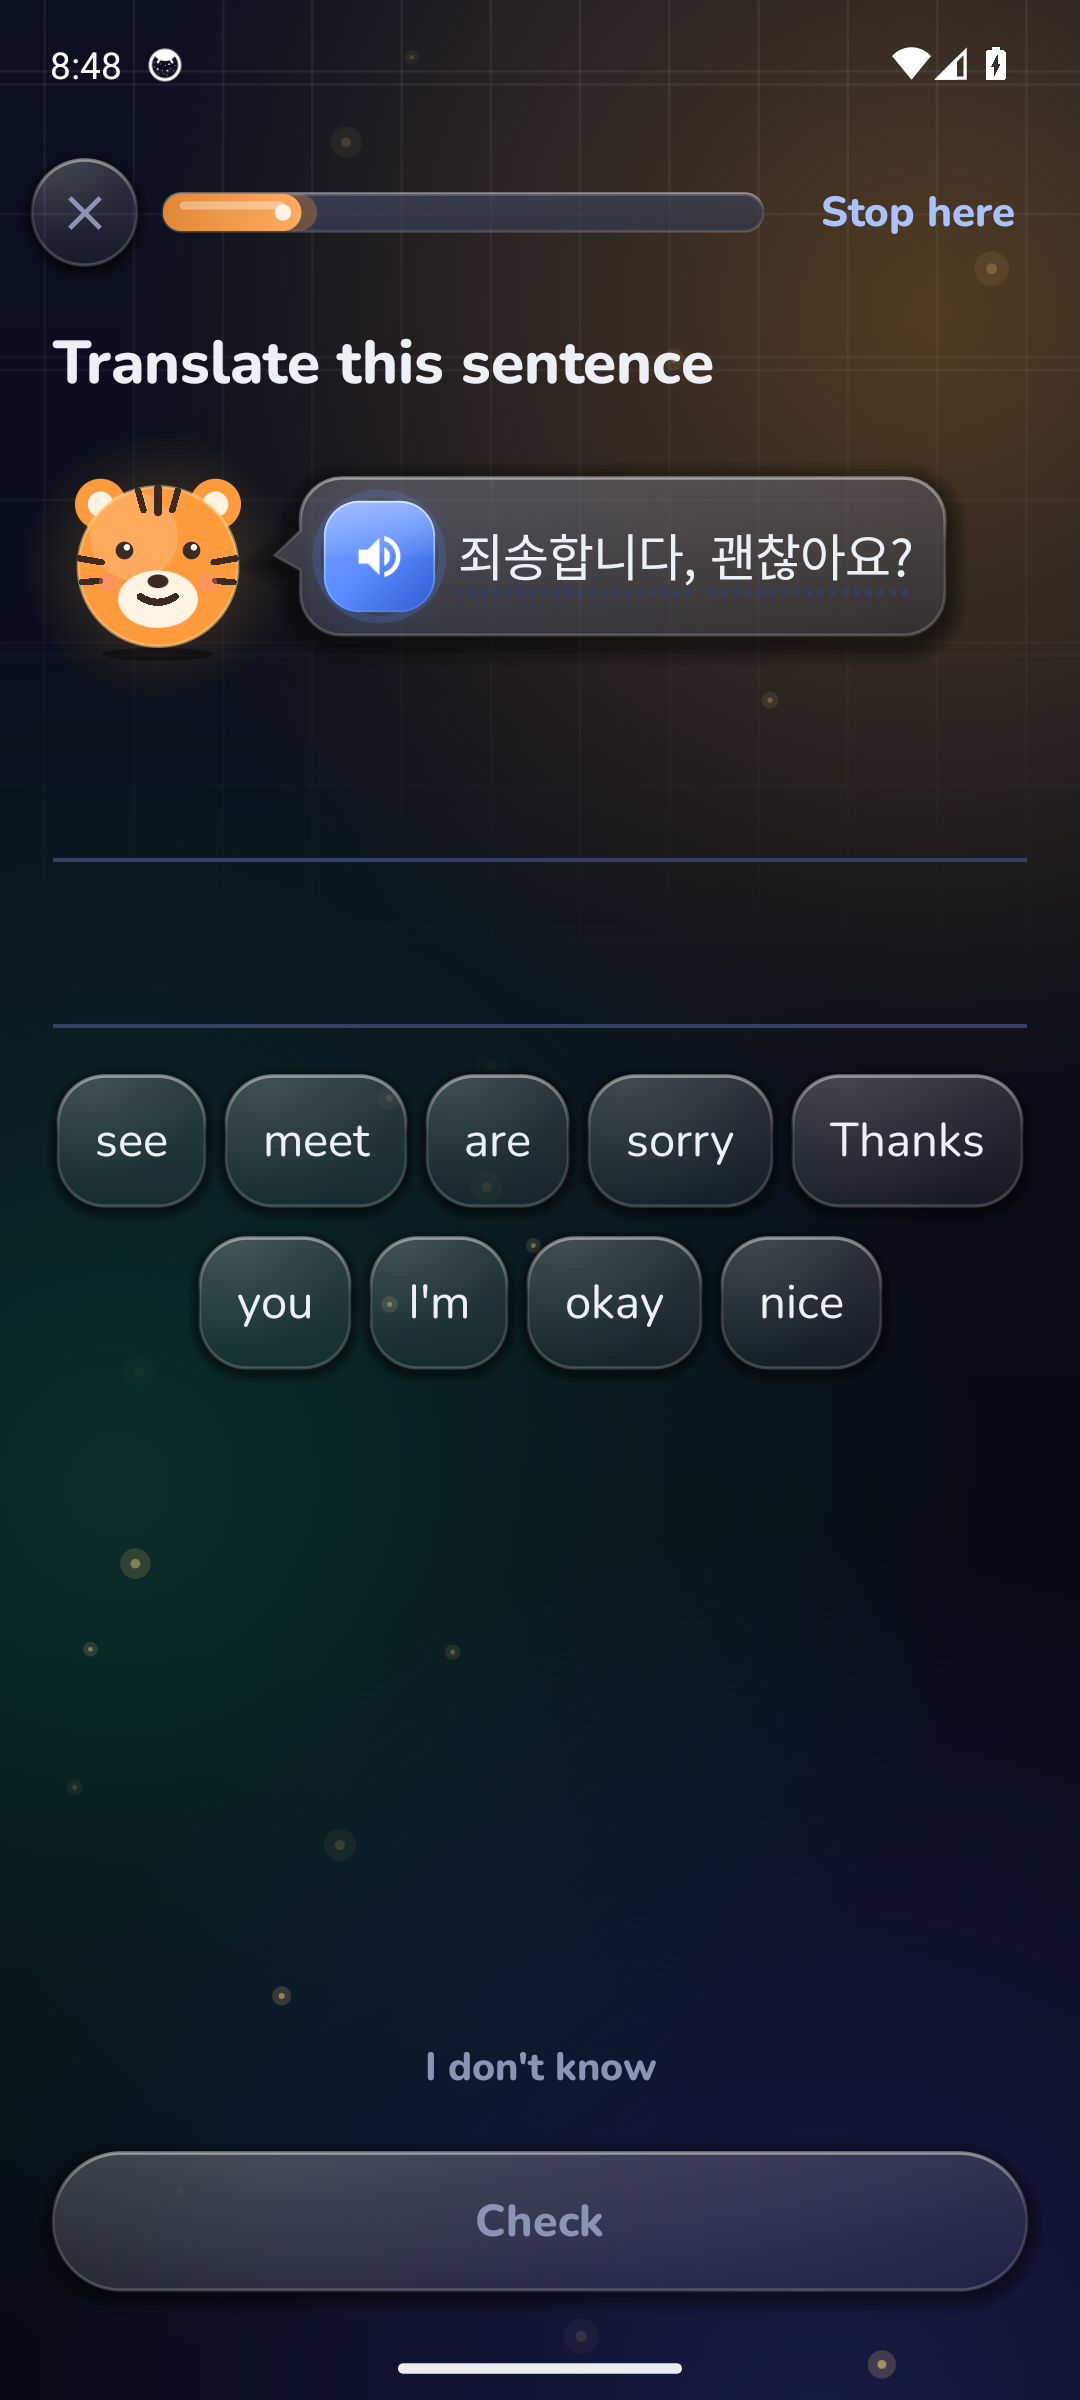 8:48
Stop here
Translate this sentence
죄송합니다, 괜찮아요?
see meet are sorry Thanks
you I'm okay nice
I don't know
Check